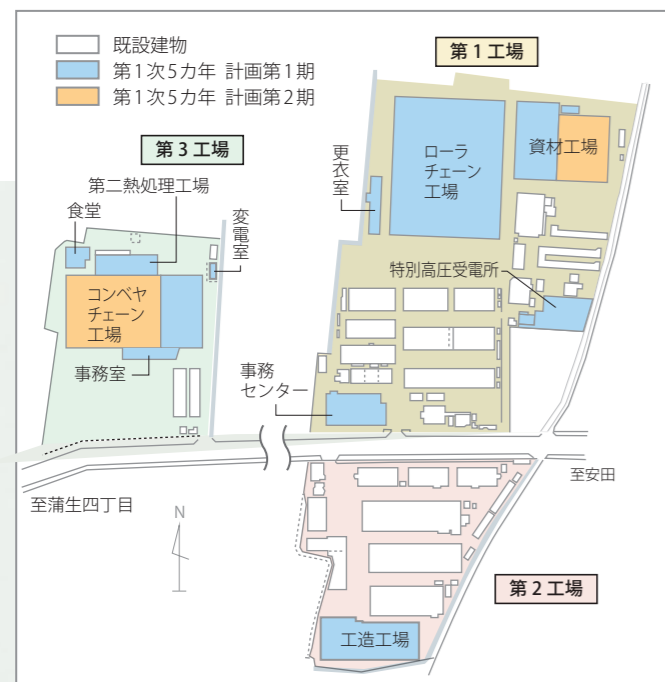 既設建物
第1次5カ年 計画第1期
第1次5カ年 計画第2期
第1工場
第3工場
第二熱処理工場
食堂
変電室
コンベヤ
チェーン
工場
事務室
更衣室
ローラ
チェーン
工場
資材工場
特別高圧受電所
事務
センター
至蒲生四丁目
至安田
N
第2工場
工造工場